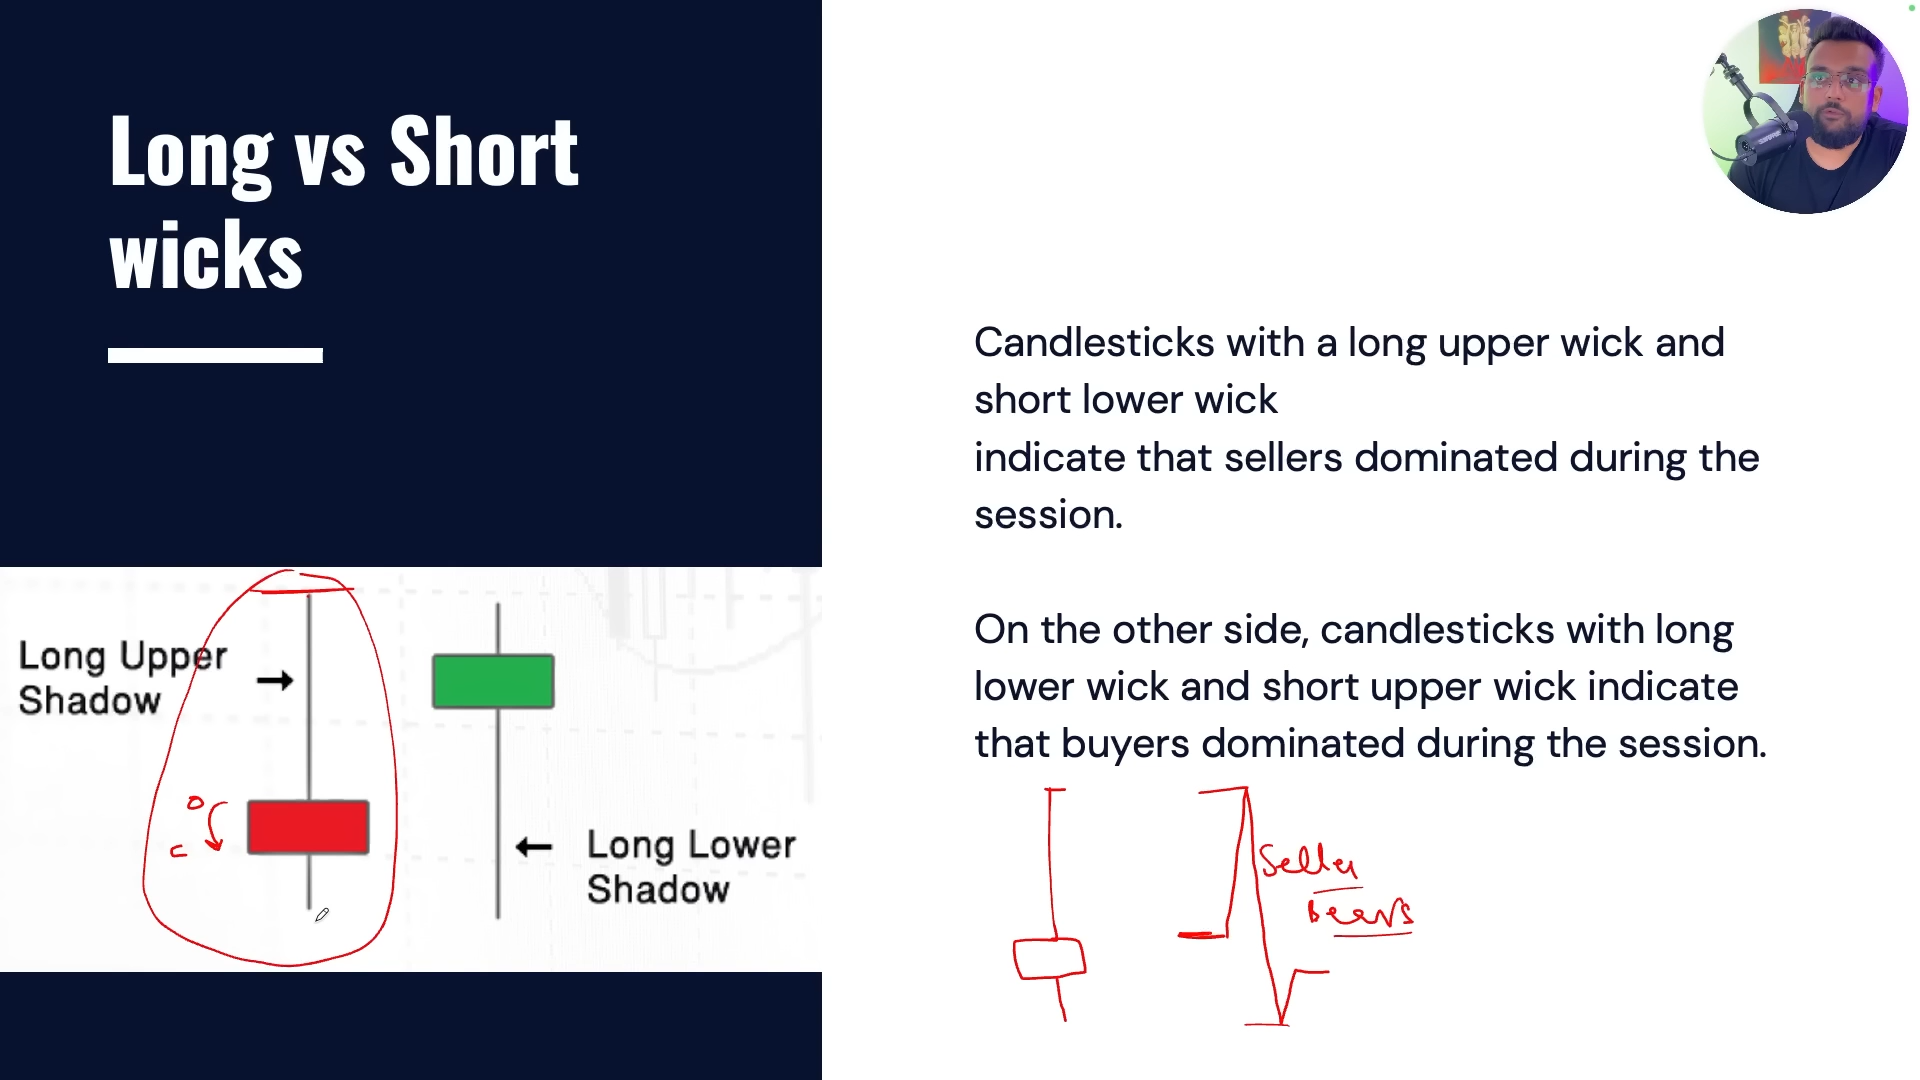 Long vs Short
wicks
Candlesticks with a long upper wick and
short lower wick
indicate that sellers dominated during the
session.
On the other side, candlesticks with long
lower wick and short upper wick indicate
that buyers dominated during the session.
Long Upper
Shadow
Long Lower
Shadow
O
C
Seller
Bears